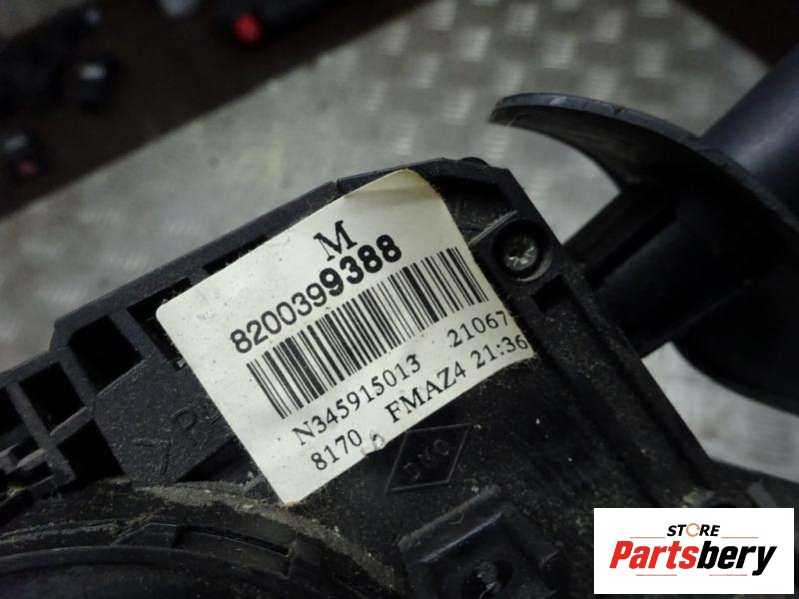 M
8200399388
N345915013 21067
8170 FMAZ4 21:36
STORE
Partsbery